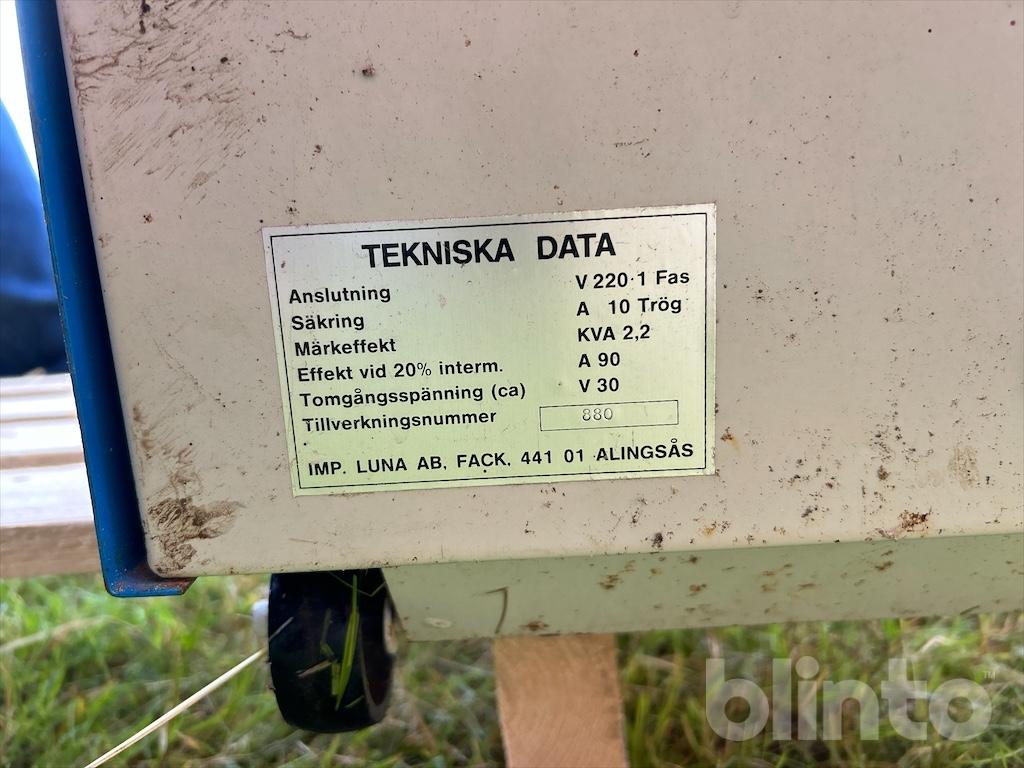 TEKNISKA DATA
Anslutning V 220·1 Fas
Säkring A 10 Trög
Märkeffekt KVA 2,2
Effekt vid 20% interm. A 90
Tomgångsspänning (ca) V 30
Tillverkningsnummer 880
IMP. LUNA AB, FACK, 441 01 ALINGSÅS
blinto™